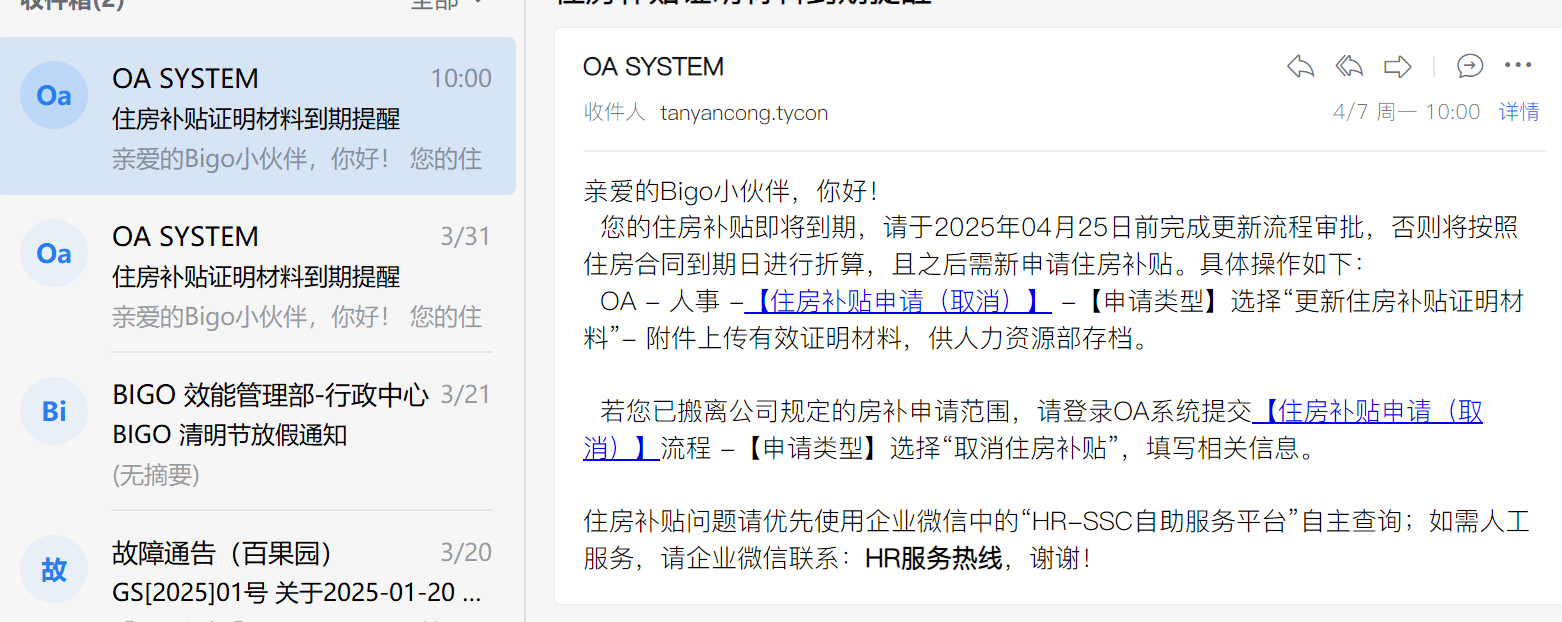 收件箱(2)
全部
OA SYSTEM 10:00
住房补贴证明材料到期提醒
亲爱的Bigo小伙伴，你好！ 您的住
OA SYSTEM 3/31
住房补贴证明材料到期提醒
亲爱的Bigo小伙伴，你好！ 您的住
BIGO 效能管理部-行政中心 3/21
BIGO 清明节放假通知
(无摘要)
故障通告（百果园） 3/20
GS[2025]01号 关于2025-01-20 ...
Oa
Oa
Bi
故
住房补贴证明材料到期提醒
OA SYSTEM
收件人 tanyancong.tycon
4/7 周一 10:00 详情
亲爱的Bigo小伙伴，你好！
您的住房补贴即将到期，请于2025年04月25日前完成更新流程审批，否则将按照
住房合同到期日进行折算，且之后需新申请住房补贴。具体操作如下：
OA - 人事 -【住房补贴申请（取消）】 -【申请类型】选择“更新住房补贴证明材
料”- 附件上传有效证明材料，供人力资源部存档。
若您已搬离公司规定的房补申请范围，请登录OA系统提交【住房补贴申请（取
消）】流程 -【申请类型】选择“取消住房补贴”，填写相关信息。
住房补贴问题请优先使用企业微信中的“HR-SSC自助服务平台”自主查询；如需人工
服务，请企业微信联系：HR服务热线，谢谢！